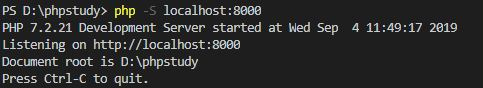 PS D:\phpstudy> php -S localhost:8000
PHP 7.2.21 Development Server started at Wed Sep  4 11:49:17 2019
Listening on http://localhost:8000
Document root is D:\phpstudy
Press Ctrl-C to quit.